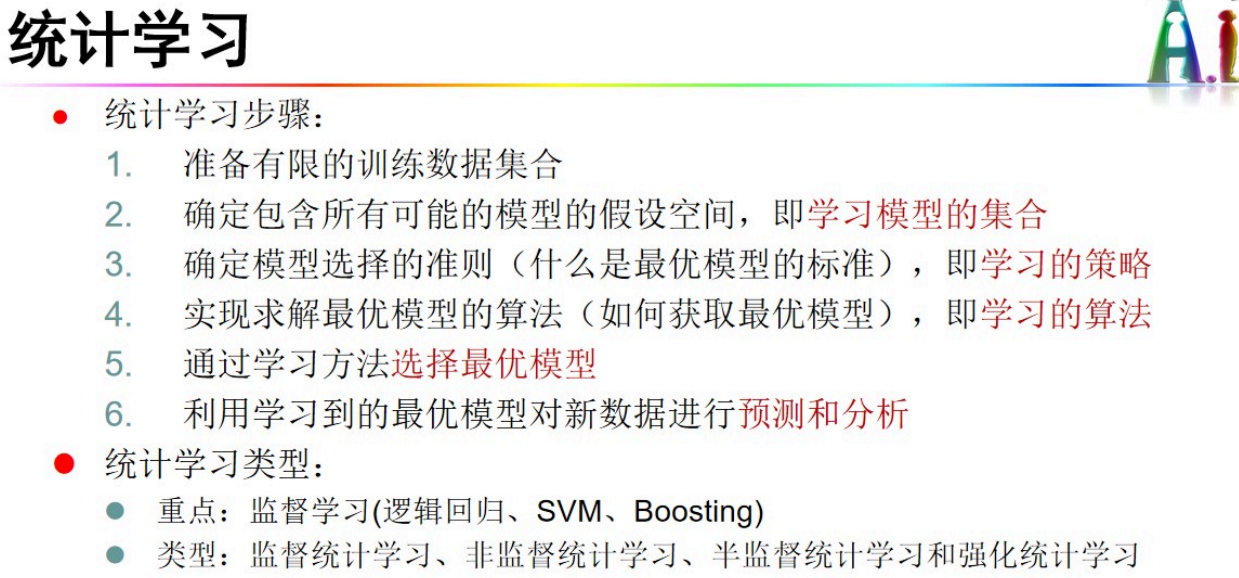 统计学习
A.I
统计学习步骤:
1. 准备有限的训练数据集合
2. 确定包含所有可能的模型的假设空间，即学习模型的集合
3. 确定模型选择的准则（什么是最优模型的标准），即学习的策略
4. 实现求解最优模型的算法（如何获取最优模型），即学习的算法
5. 通过学习方法选择最优模型
6. 利用学习到的最优模型对新数据进行预测和分析
统计学习类型:
重点：监督学习(逻辑回归、SVM、Boosting)
类型：监督统计学习、非监督统计学习、半监督统计学习和强化统计学习